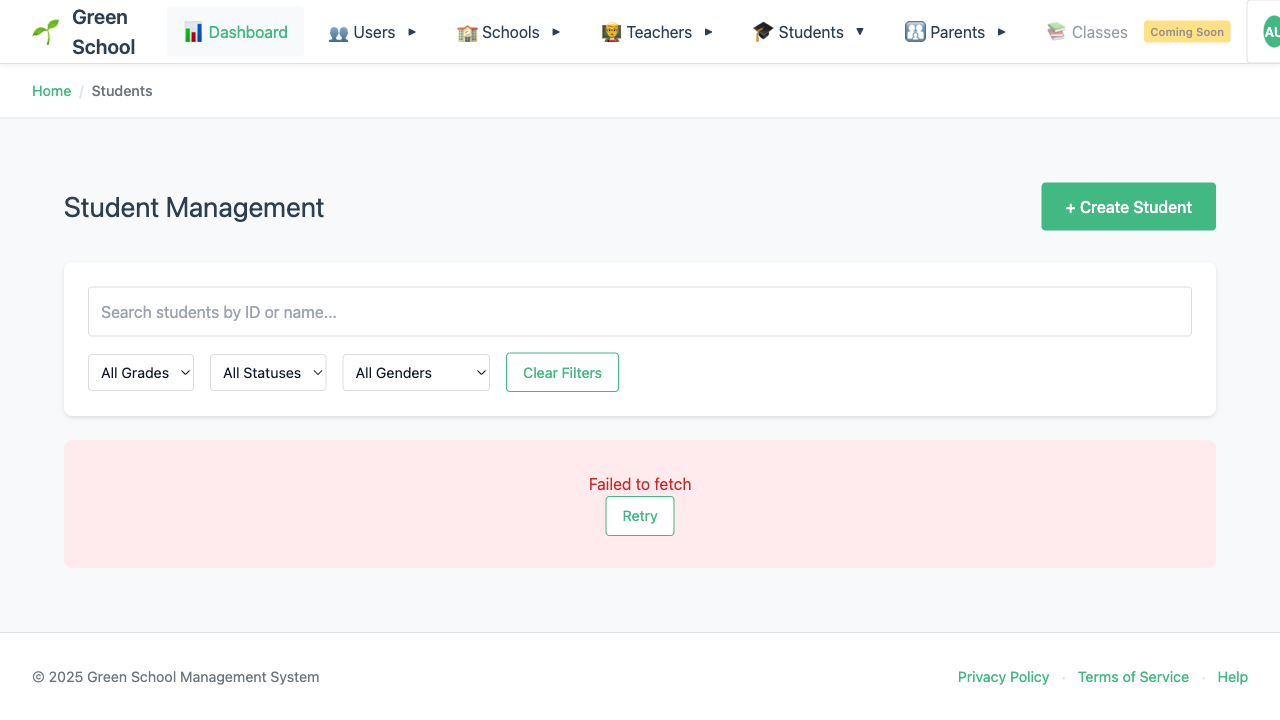 Green
School
Dashboard
Users
Schools
Teachers
Students
Parents
Classes
Coming Soon
AU
Home / Students
Student Management
+ Create Student
Search students by ID or name...
All Grades
All Statuses
All Genders
Clear Filters
Failed to fetch
Retry
© 2025 Green School Management System
Privacy Policy · Terms of Service · Help